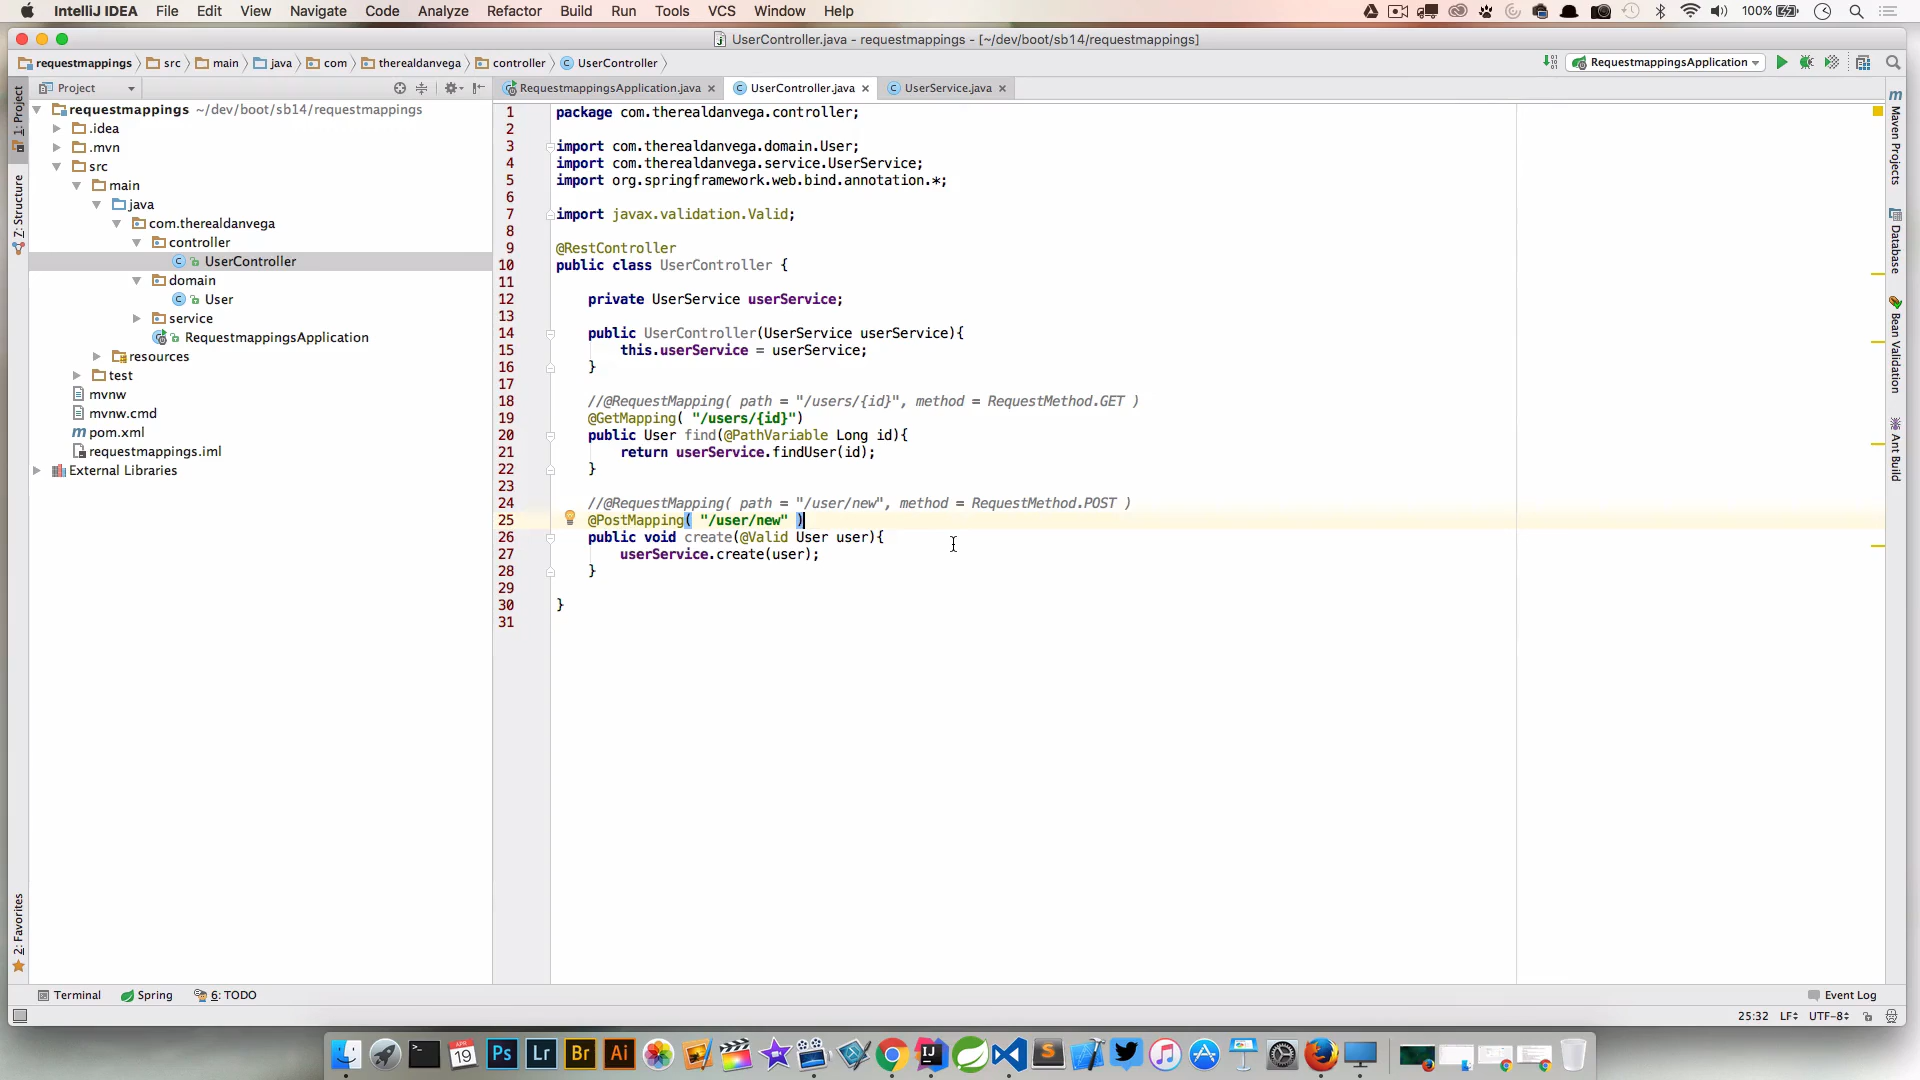 IntelliJ IDEA File Edit View Navigate Code Analyze Refactor Build Run Tools VCS Window Help 100%
UserController.java - requestmappings - [~/dev/boot/sb14/requestmappings]
requestmappings src main java com therealdanvega controller UserController RequestmappingsApplication
Project RequestmappingsApplication.java UserController.java UserService.java
1: Project
Z: Structure
2: Favorites
requestmappings ~/dev/boot/sb14/requestmappings
.idea
.mvn
src
main
java
com.therealdanvega
controller
UserController
domain
User
service
RequestmappingsApplication
resources
test
mvnw
mvnw.cmd
pom.xml
requestmappings.iml
External Libraries
1 package com.therealdanvega.controller;
2
3 import com.therealdanvega.domain.User;
4 import com.therealdanvega.service.UserService;
5 import org.springframework.web.bind.annotation.*;
6
7 import javax.validation.Valid;
8
9 @RestController
10 public class UserController {
11
12 private UserService userService;
13
14 public UserController(UserService userService){
15 this.userService = userService;
16 }
17
18 //@RequestMapping( path = "/users/{id}", method = RequestMethod.GET )
19 @GetMapping( "/users/{id}")
20 public User find(@PathVariable Long id){
21 return userService.findUser(id);
22 }
23
24 //@RequestMapping( path = "/user/new", method = RequestMethod.POST )
25 @PostMapping( "/user/new" )
26 public void create(@Valid User user){
27 userService.create(user);
28 }
29
30 }
31
Maven Projects
Database
Bean Validation
Ant Build
Terminal Spring 6: TODO Event Log
25:32 LF UTF-8
APR
19
Ps Lr Br Ai IJ